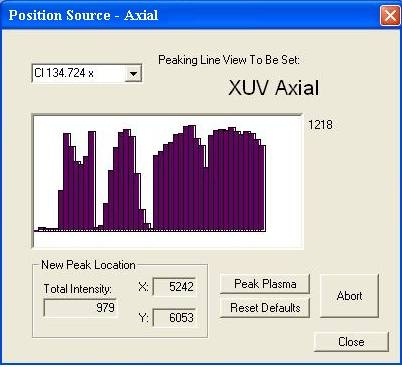 Position Source - Axial
Peaking Line View To Be Set:
Cl 134.724 x
XUV Axial
1218
New Peak Location
Total Intensity:
979
X: 5242
Y: 6053
Peak Plasma
Reset Defaults
Abort
Close